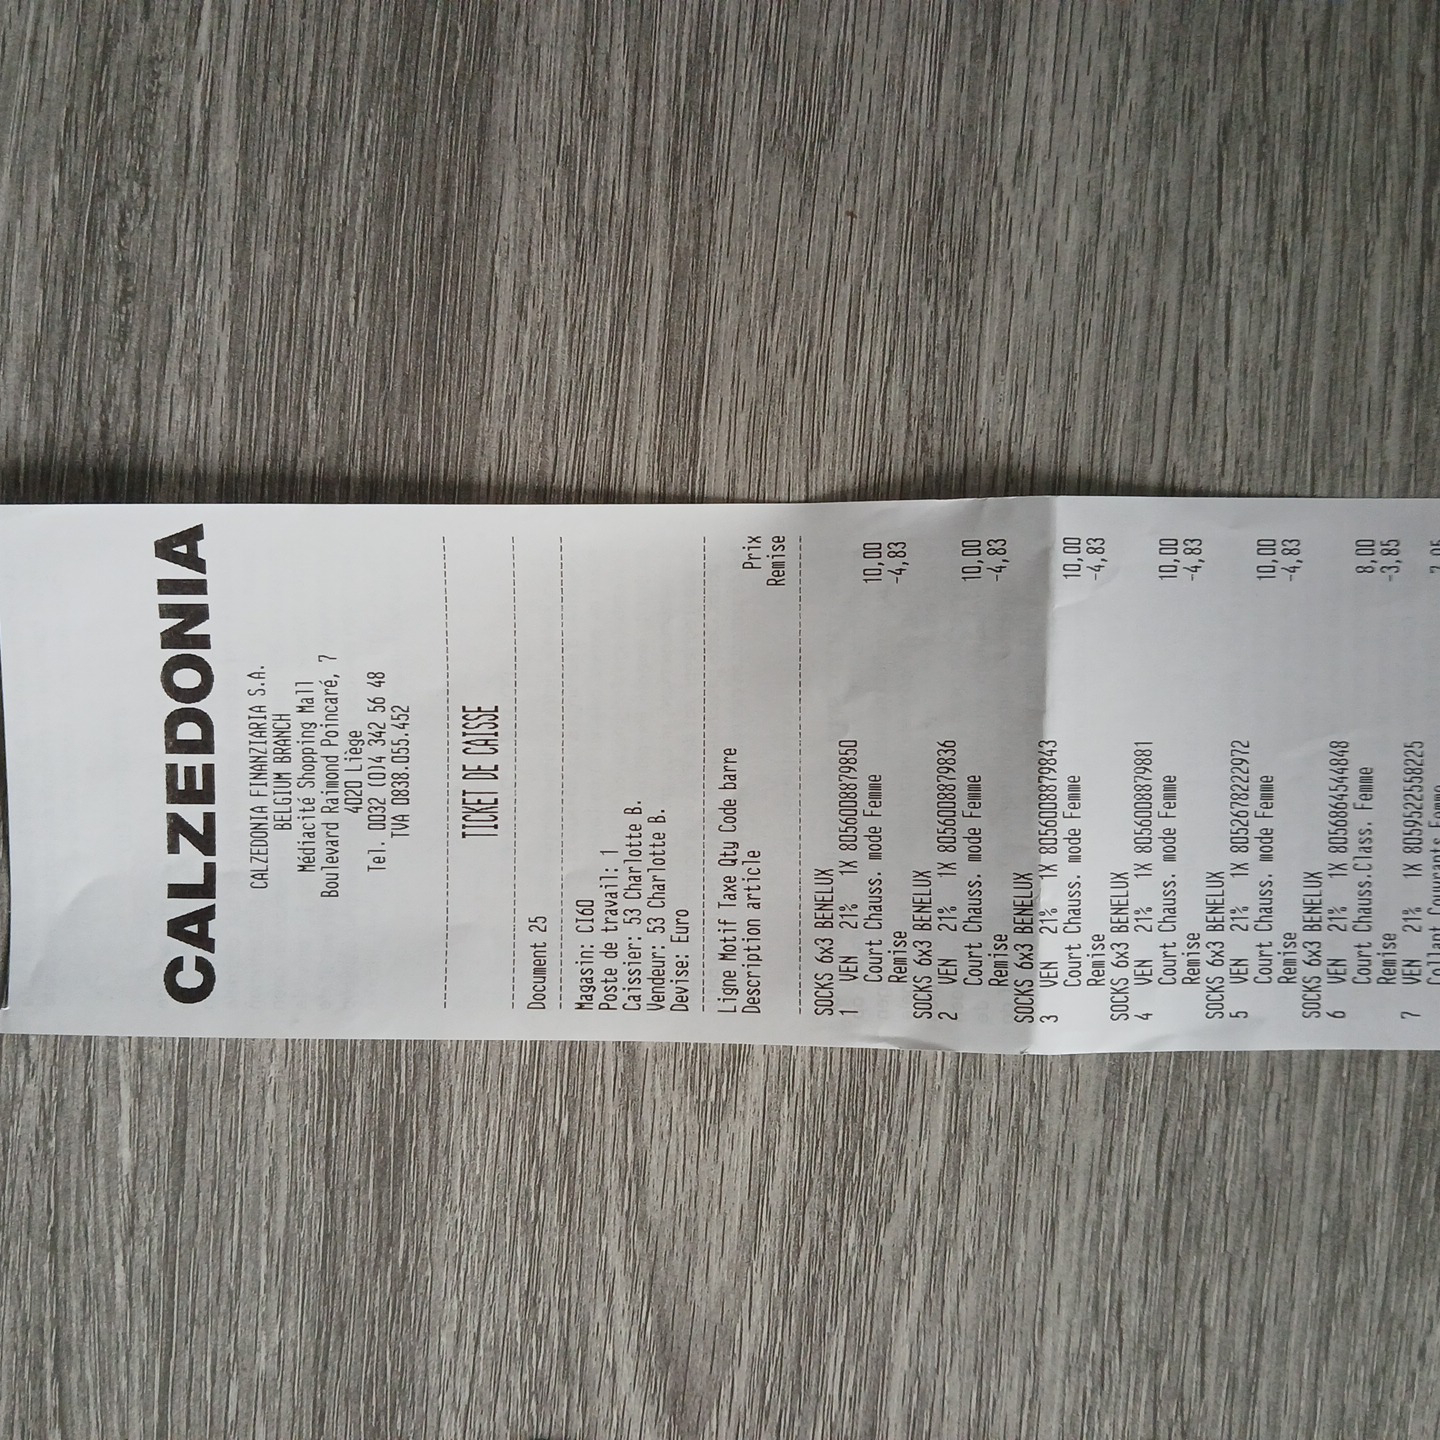 CALZEDONIA
CALZEDONIA FINANZIARIA S.A.
BELGIUM BRANCH
Médiacité Shopping Mall
Boulevard Raimond Poincaré, 7
4020 Liège
Tel. 0032 (0)4 342 56 48
TVA 0838.055.452
TICKET DE CAISSE
Document 25
Magasin: CI60
Poste de travail: 1
Caissier: 53 Charlotte B.
Vendeur: 53 Charlotte B.
Devise: Euro
Ligne Motif Taxe Qty Code barre Prix
Description article Remise
SOCKS 6x3 BENELUX
1 VEN 21% 1X 8056008879850
Court Chauss. mode Femme 10,00
Remise -4,83
SOCKS 6x3 BENELUX
2 VEN 21% 1X 8056008879836
Court Chauss. mode Femme 10,00
Remise -4,83
SOCKS 6x3 BENELUX
3 VEN 21% 1X 8056008879843
Court Chauss. mode Femme 10,00
Remise -4,83
SOCKS 6x3 BENELUX
4 VEN 21% 1X 8056008879881
Court Chauss. mode Femme 10,00
Remise -4,83
SOCKS 6x3 BENELUX
5 VEN 21% 1X 8052678222972
Court Chauss. mode Femme 10,00
Remise -4,83
SOCKS 6x3 BENELUX
6 VEN 21% 1X 8056864544848
Court Chauss.Class. Femme 8,00
Remise -3,85
7 VEN 21% 1X 8059522258225
Collant Couvrants Femme